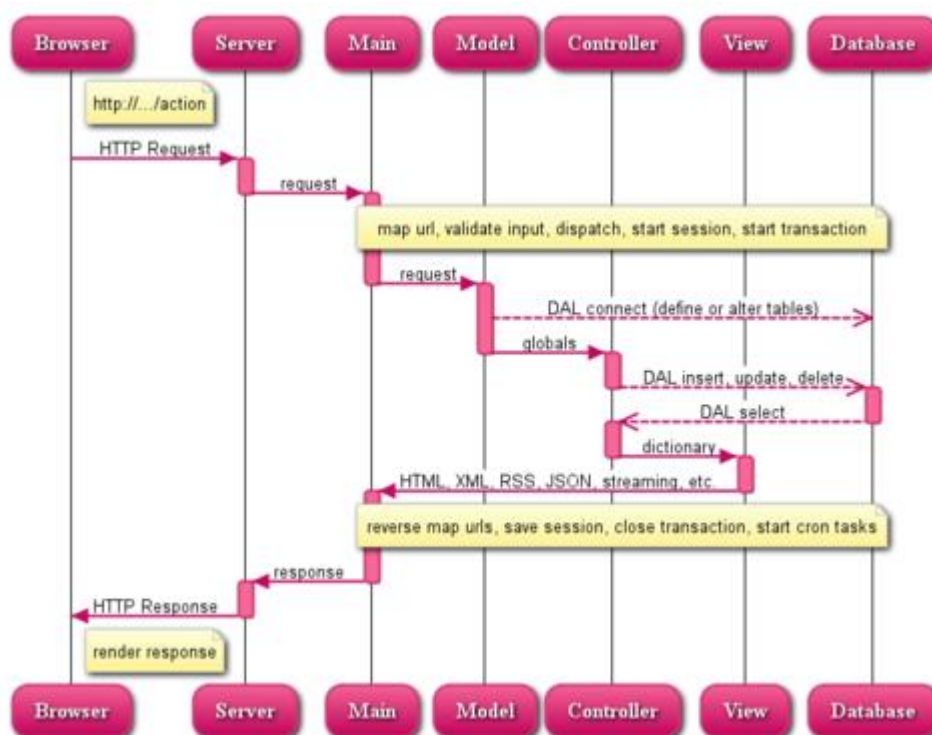 Browser Server Main Model Controller View Database
http://.../action
HTTP Request
request
map url, validate input, dispatch, start session, start transaction
request
DAL connect (define or alter tables)
globals
DAL insert, update, delete
DAL select
dictionary
HTML, XML, RSS, JSON, streaming, etc.
reverse map urls, save session, close transaction, start cron tasks
response
HTTP Response
render response
Browser Server Main Model Controller View Database